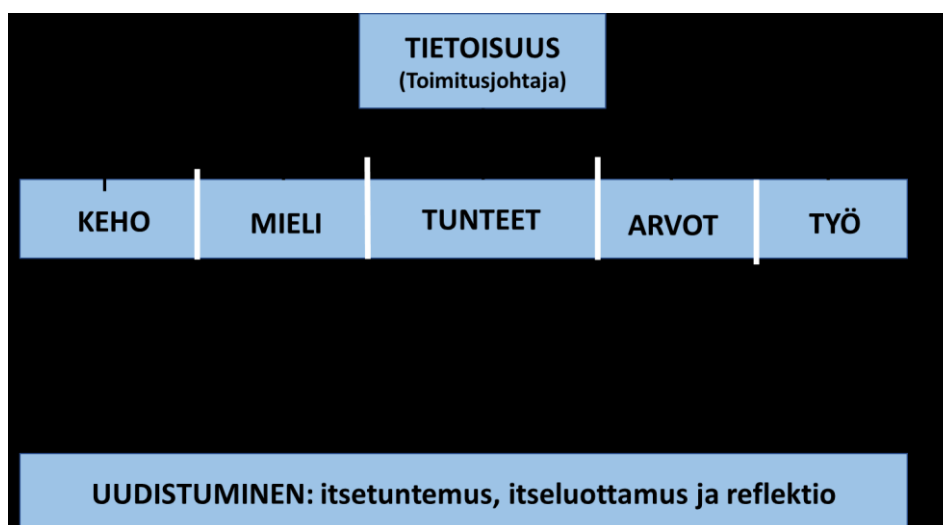 TIETOISUUS
(Toimitusjohtaja)
KEHO
MIELI
TUNTEET
ARVOT
TYÖ
UUDISTUMINEN: itsetuntemus, itseluottamus ja reflektio